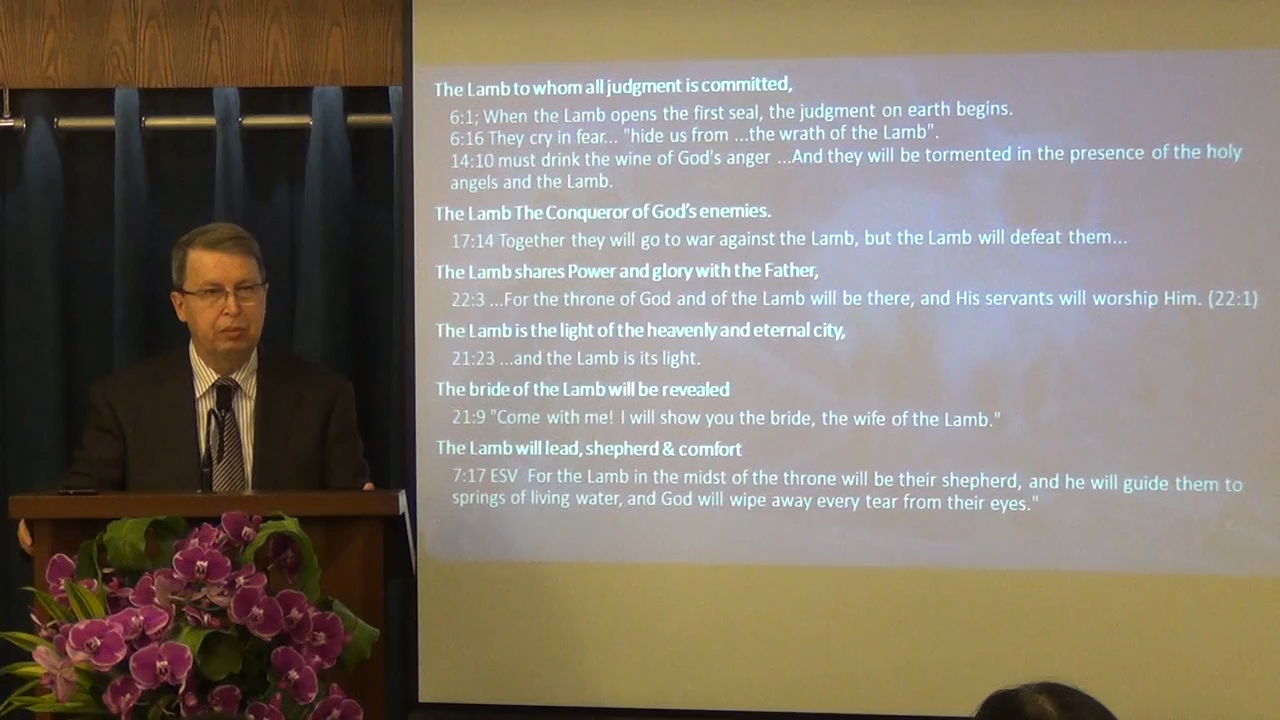 The Lamb to whom all judgment is committed,
6:1; When the Lamb opens the first seal, the judgment on earth begins.
6:16 They cry in fear... "hide us from ...the wrath of the Lamb".
14:10 must drink the wine of God's anger ...And they will be tormented in the presence of the holy
angels and the Lamb.
The Lamb The Conqueror of God's enemies.
17:14 Together they will go to war against the Lamb, but the Lamb will defeat them...
The Lamb shares Power and glory with the Father,
22:3 ...For the throne of God and of the Lamb will be there, and His servants will worship Him. (22:1)
The Lamb is the light of the heavenly and eternal city,
21:23 ...and the Lamb is its light.
The bride of the Lamb will be revealed
21:9 "Come with me! I will show you the bride, the wife of the Lamb."
The Lamb will lead, shepherd & comfort
7:17 ESV For the Lamb in the midst of the throne will be their shepherd, and he will guide them to
springs of living water, and God will wipe away every tear from their eyes."